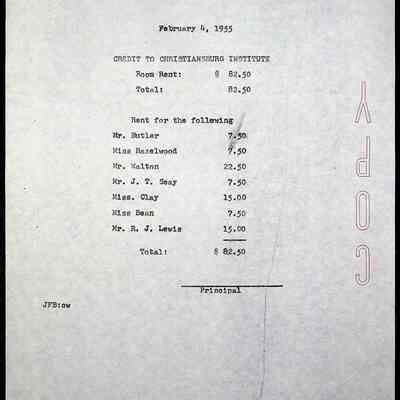 February 4, 1955
CREDIT TO CHRISTIANSBURG INSTITUTE
Room Rent: $ 82.50
Total: 82.50
Rent for the following
Mr. Butler 7.50
Miss Hazelwood 7.50
Mr. Walton 22.50
Mr. J. T. Seay 7.50
Miss. Clay 15.00
Miss Bean 7.50
Mr. R. J. Lewis 15.00
Total: $ 82.50
Principal
JFB:ow
COPY